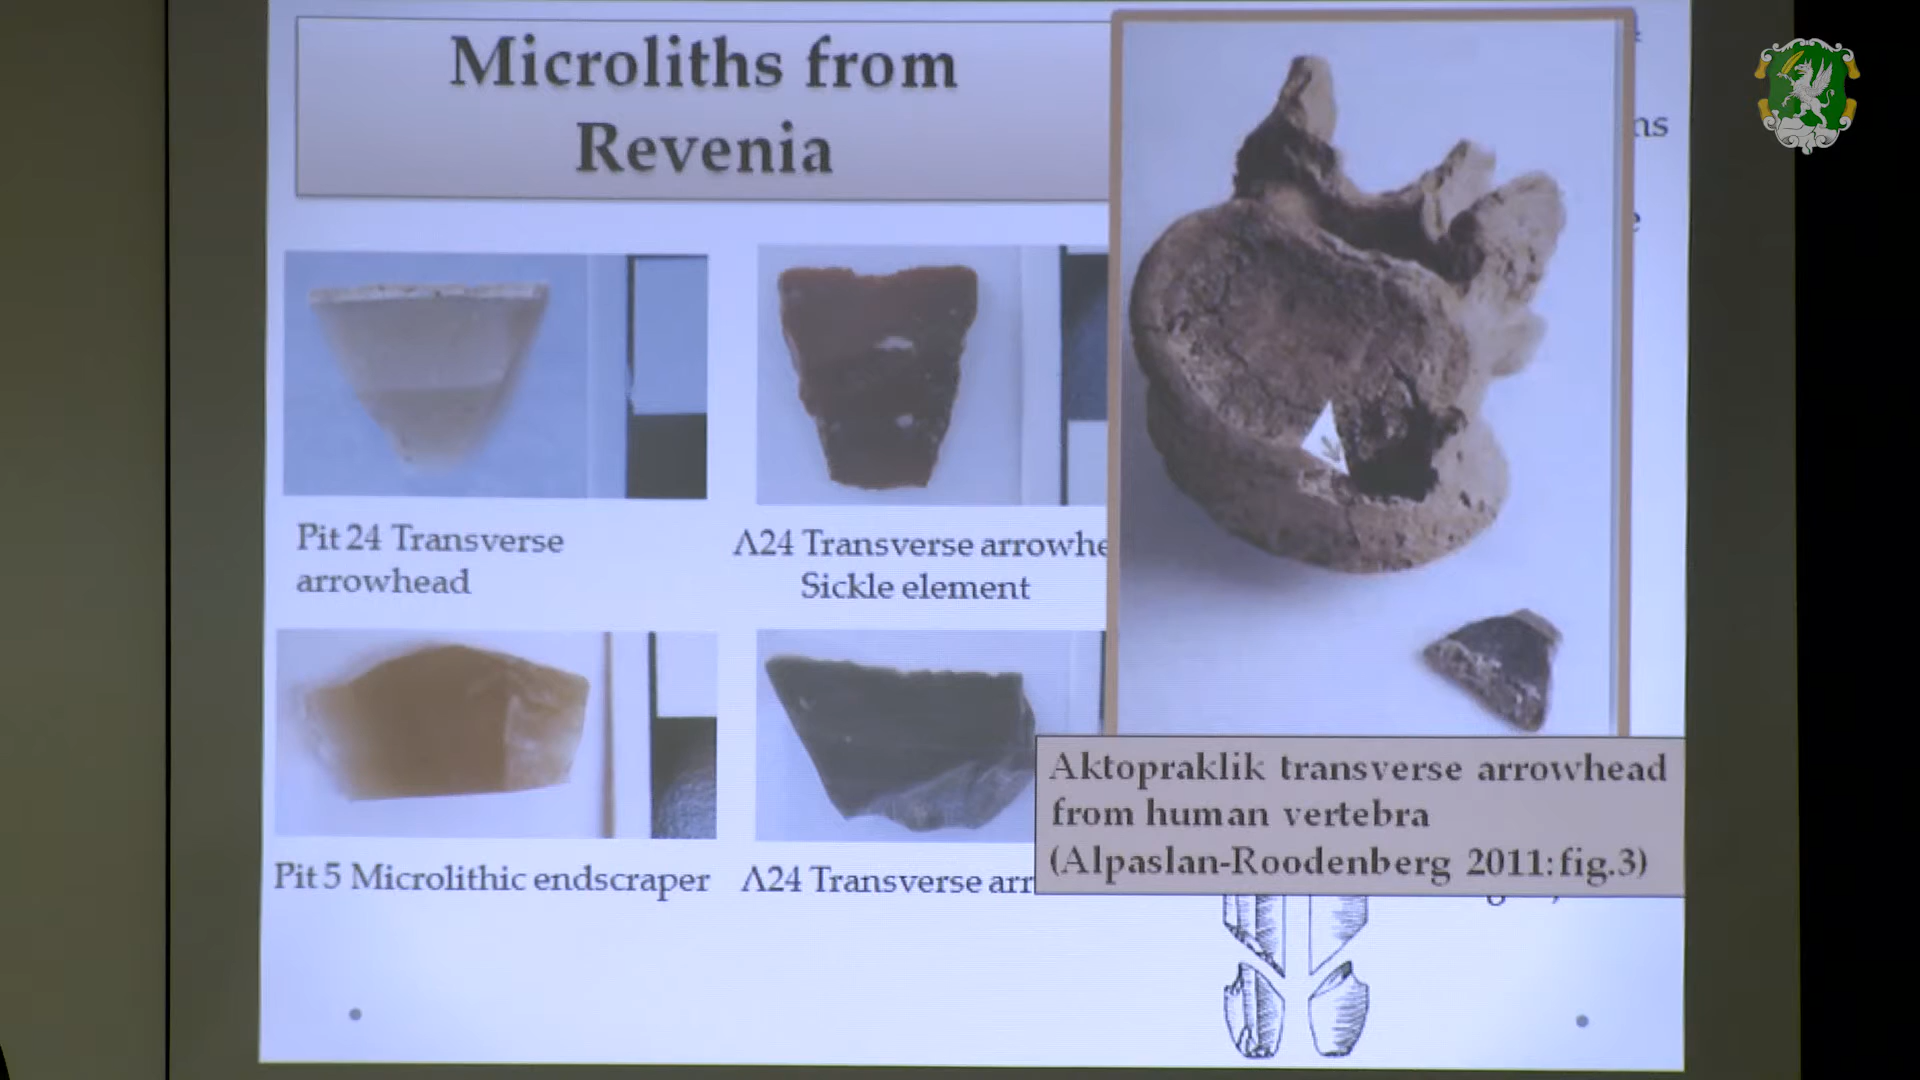 Microliths from
Revenia
ns
Pit 24 Transverse
arrowhead
Λ24 Transverse arrowhe
Sickle element
Pit 5 Microlithic endscraper
Λ24 Transverse arr
Aktopraklik transverse arrowhead
from human vertebra
(Alpaslan-Roodenberg 2011:fig.3)